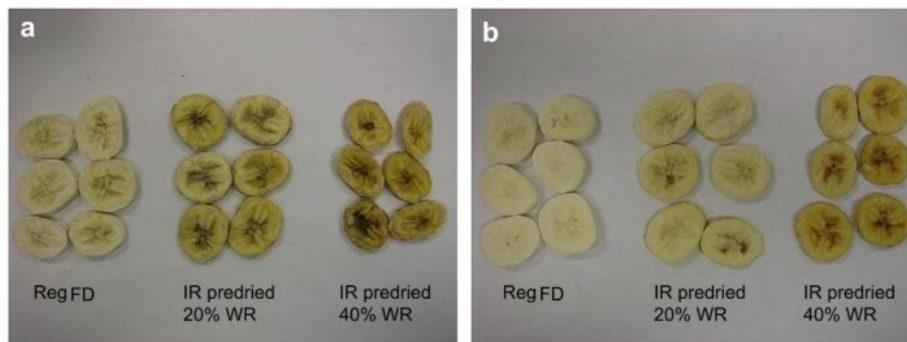 a
Reg FD
IR predried
20% WR
IR predried
40% WR
b
Reg FD
IR predried
20% WR
IR predried
40% WR